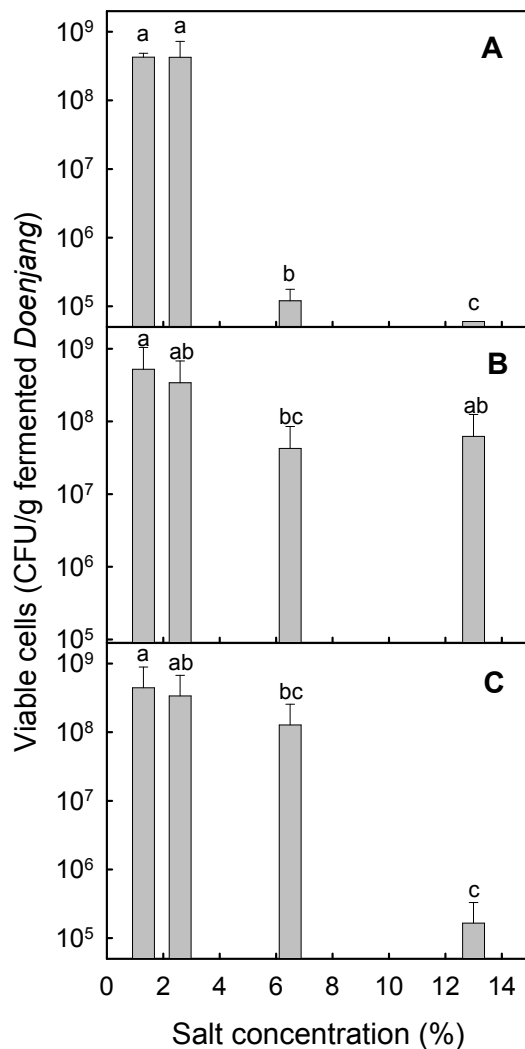 Viable cells (CFU/g fermented Doenjang)
10⁹
10⁸
10⁷
10⁶
10⁵
a
a
b
c
A
10⁹
10⁸
10⁷
10⁶
10⁵
a
ab
bc
ab
B
10⁹
10⁸
10⁷
10⁶
10⁵
a
ab
bc
c
C
0 2 4 6 8 10 12 14
Salt concentration (%)